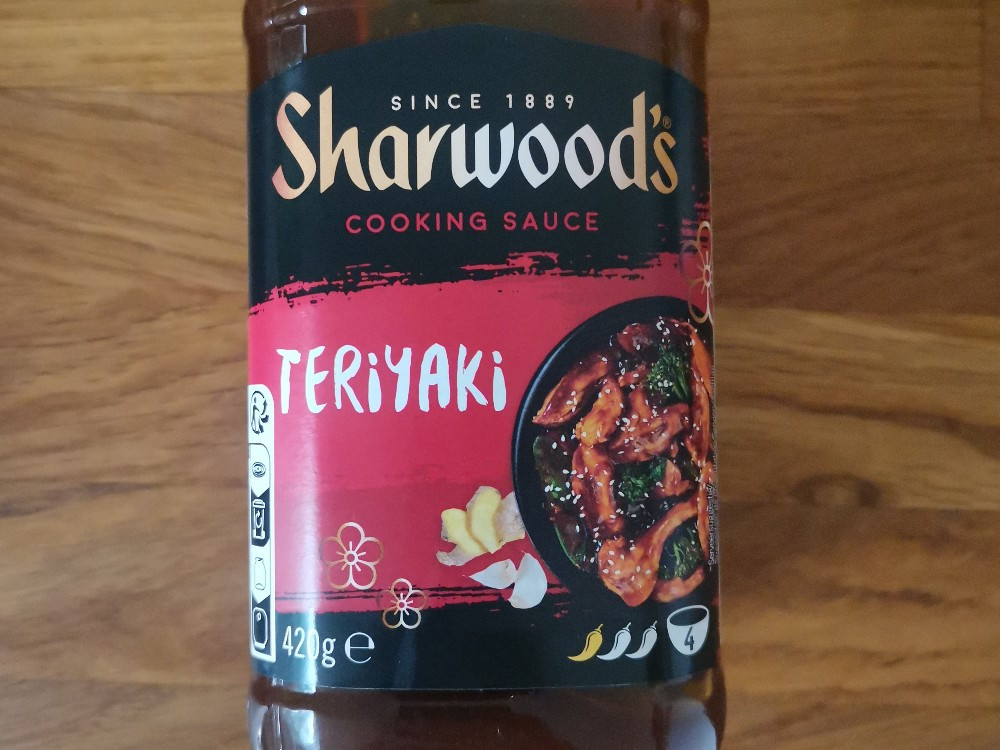 SINCE 1889
Sharwood's®
COOKING SAUCE
TERiYAKi
420g ℮
4